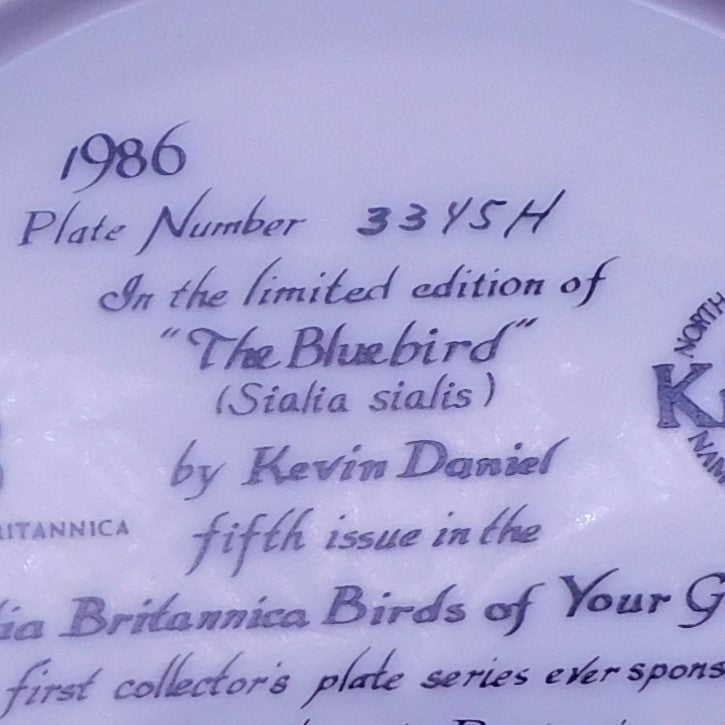 1986
Plate Number 3345H
In the limited edition of
"The Bluebird"
(Sialia sialis)
by Kevin Daniel
fifth issue in the
Britannica Birds of Your
first collector's plate series ever
NORTH